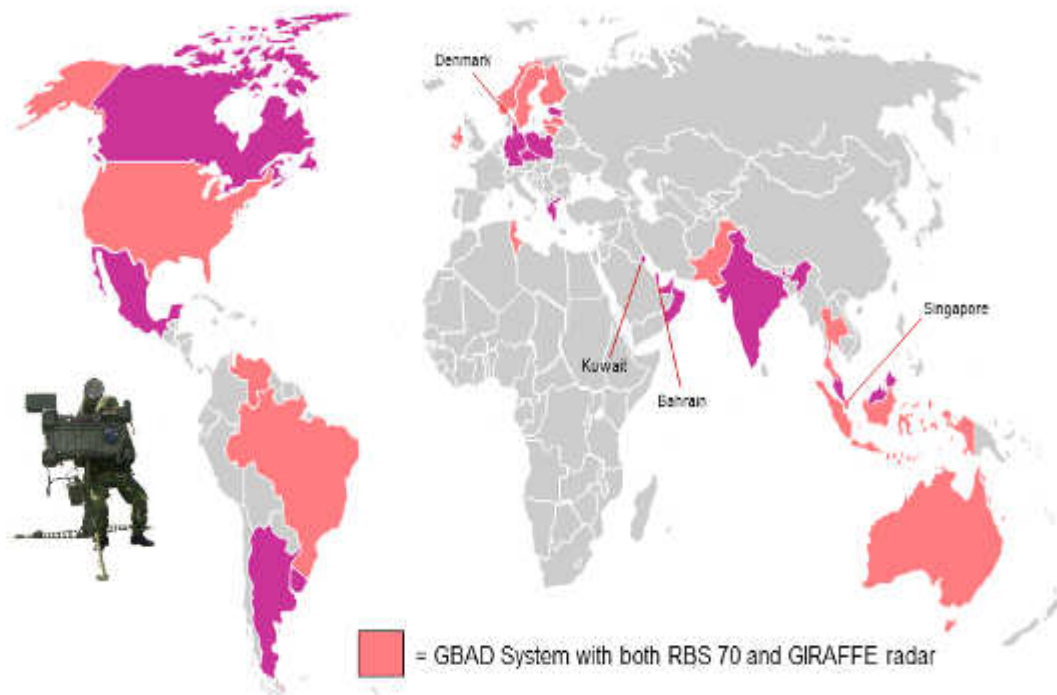 Denmark
Singapore
Kuwait
Bahrain
= GBAD System with both RBS 70 and GIRAFFE radar